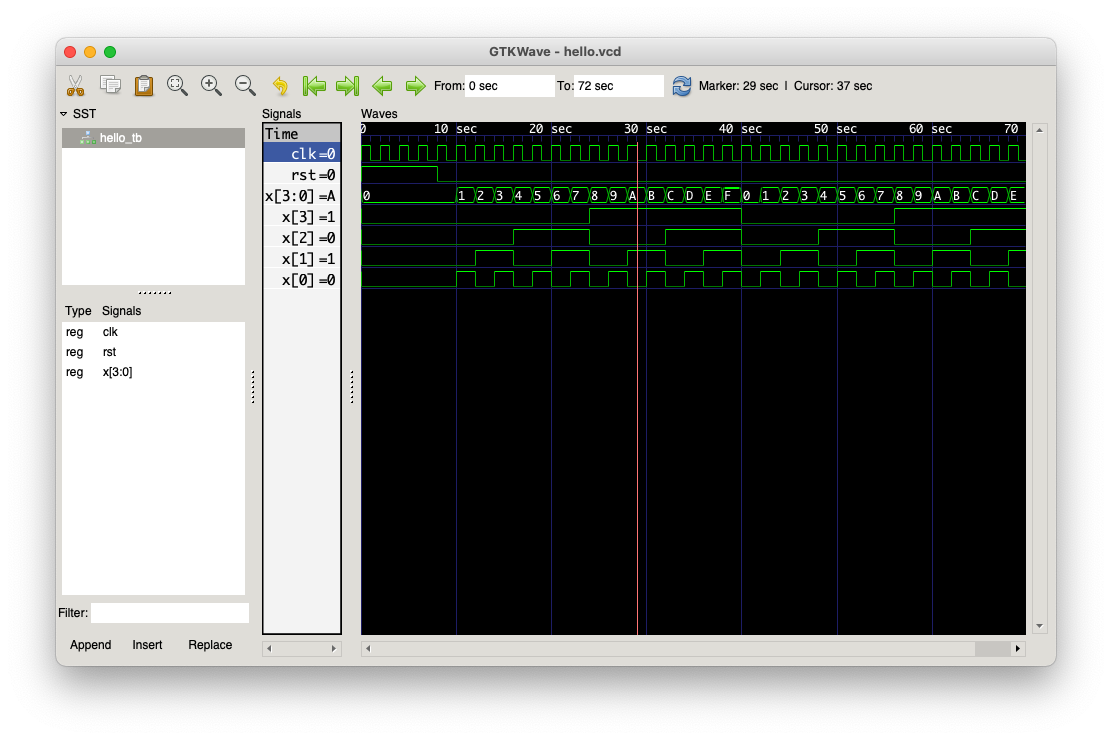 GTKWave - hello.vcd
From: 0 sec To: 72 sec Marker: 29 sec | Cursor: 37 sec
SST
hello_tb
Type Signals
reg clk
reg rst
reg x[3:0]
Filter:
Append Insert Replace
Signals
Time
clk=0
rst=0
x[3:0] =A
x[3] =1
x[2] =0
x[1] =1
x[0] =0
Waves
0 10 sec 20 sec 30 sec 40 sec 50 sec 60 sec 70
0 1 2 3 4 5 6 7 8 9 A B C D E F 0 1 2 3 4 5 6 7 8 9 A B C D E